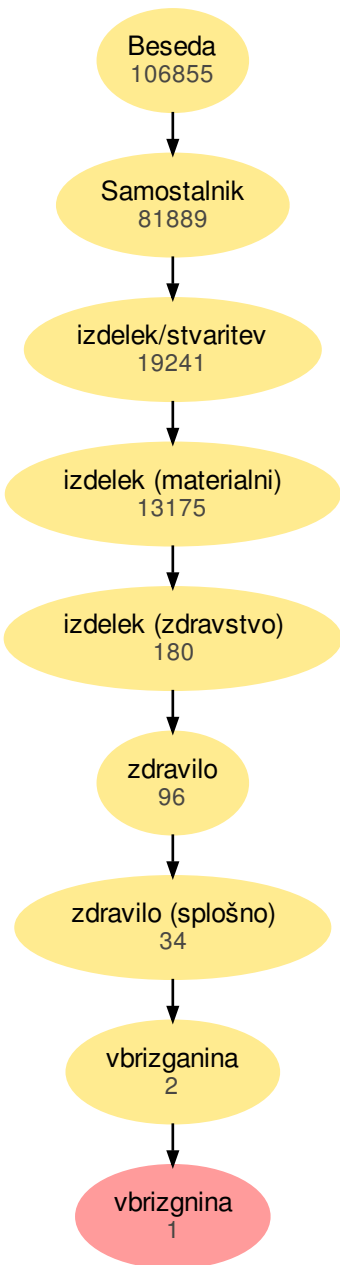 Beseda
106855
Samostalnik
81889
izdelek/stvaritev
19241
izdelek (materialni)
13175
izdelek (zdravstvo)
180
zdravilo
96
zdravilo (splošno)
34
vbrizganina
2
vbrizgnina
1